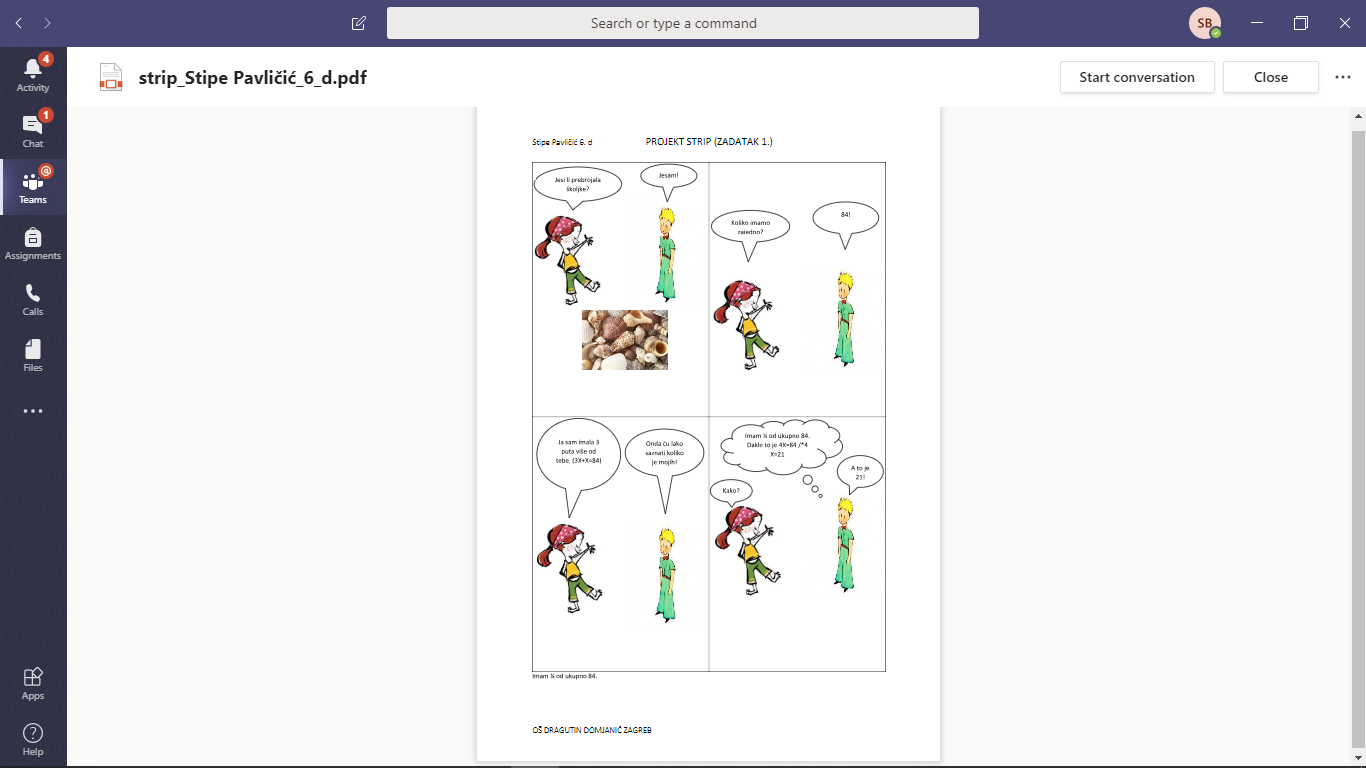 Search or type a command
SB
4
Activity
1
Chat
@
Teams
Assignments
Calls
Files
Apps
Help
strip_Stipe Pavličić_6_d.pdf
Start conversation
Close
Stipe Pavličić 6. d
PROJEKT STRIP (ZADATAK 1.)
Jesi li prebrojala
školjke?
Jesam!
Koliko imamo
zajedno?
84!
Ja sam imala 3
puta više od
tebe. (3X+X=84)
Onda ću lako
saznati koliko
je mojih!
Imam ¼ od ukupno 84.
Dakle to je 4X=84 /*4
X=21
Kako?
A to je
21!
Imam ¼ od ukupno 84.
OŠ DRAGUTIN DOMJANIĆ ZAGREB